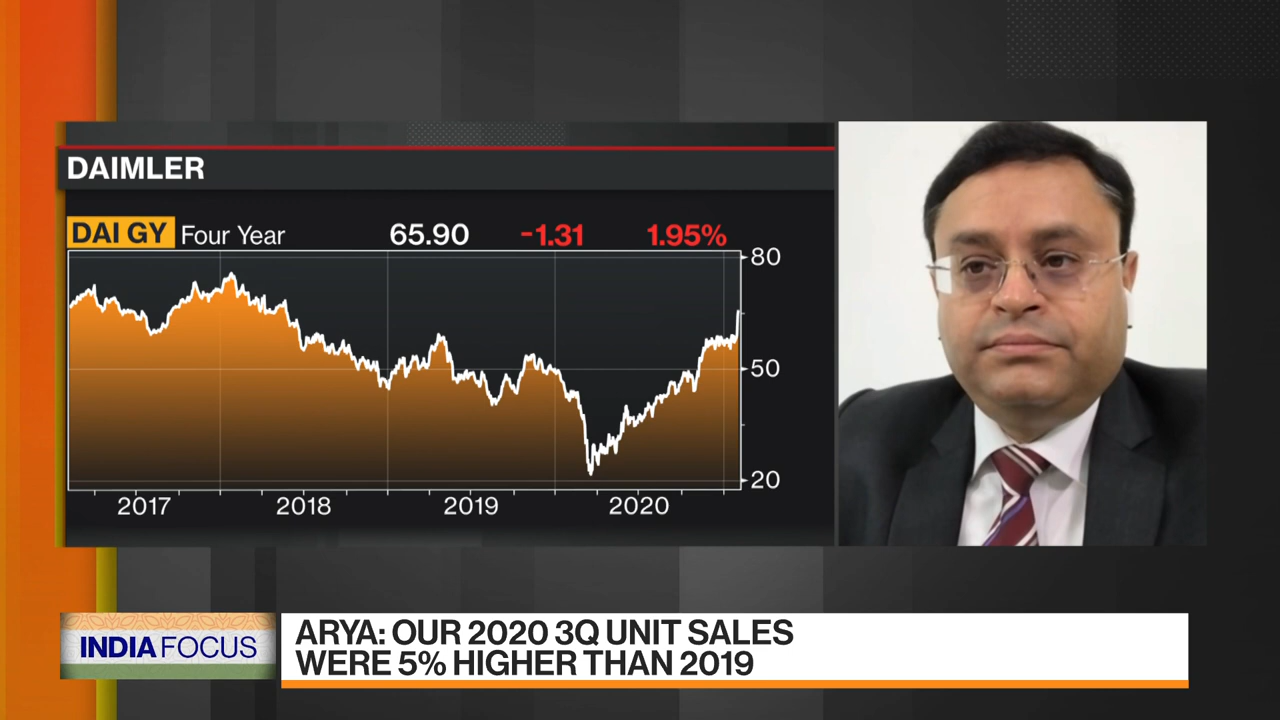 DAIMLER
DAI GY Four Year 65.90 -1.31 1.95%
80
50
20
2017 2018 2019 2020
INDIA FOCUS
ARYA: OUR 2020 3Q UNIT SALES
WERE 5% HIGHER THAN 2019